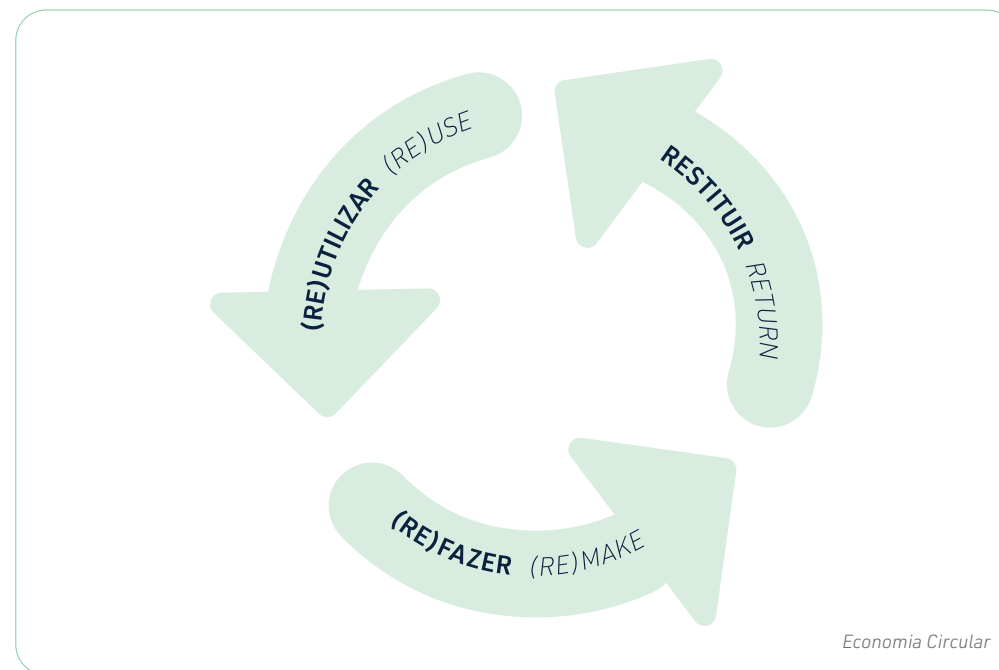 (RE)UTILIZAR (RE)USE
RESTITUIR RETURN
(RE)FAZER (RE)MAKE
Economia Circular